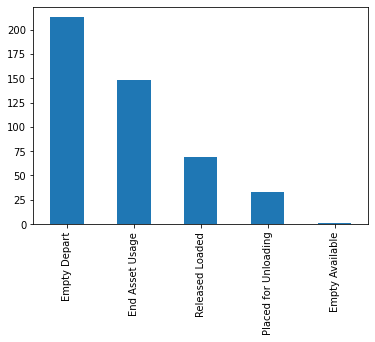 200
175
150
125
100
75
50
25
0
Empty Depart
End Asset Usage
Released Loaded
Placed for Unloading
Empty Available